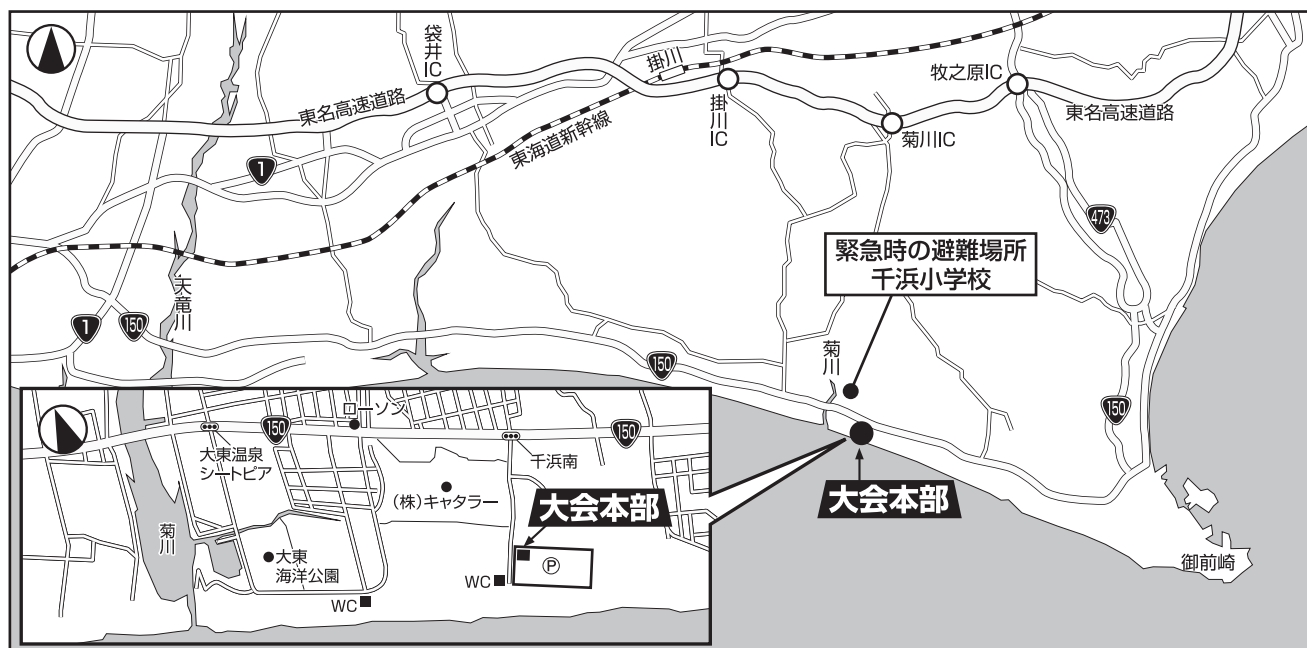 袋井IC
掛川
東名高速道路
掛川IC
牧之原IC
東名高速道路
菊川IC
東海道新幹線
1
473
緊急時の避難場所
千浜小学校
天竜川
1
150
150
菊川
150
大会本部
御前崎
ローソン
150
150
大東温泉
シートピア
千浜南
(株)キャタラー
大会本部
菊川
大東
海洋公園
P
WC
WC